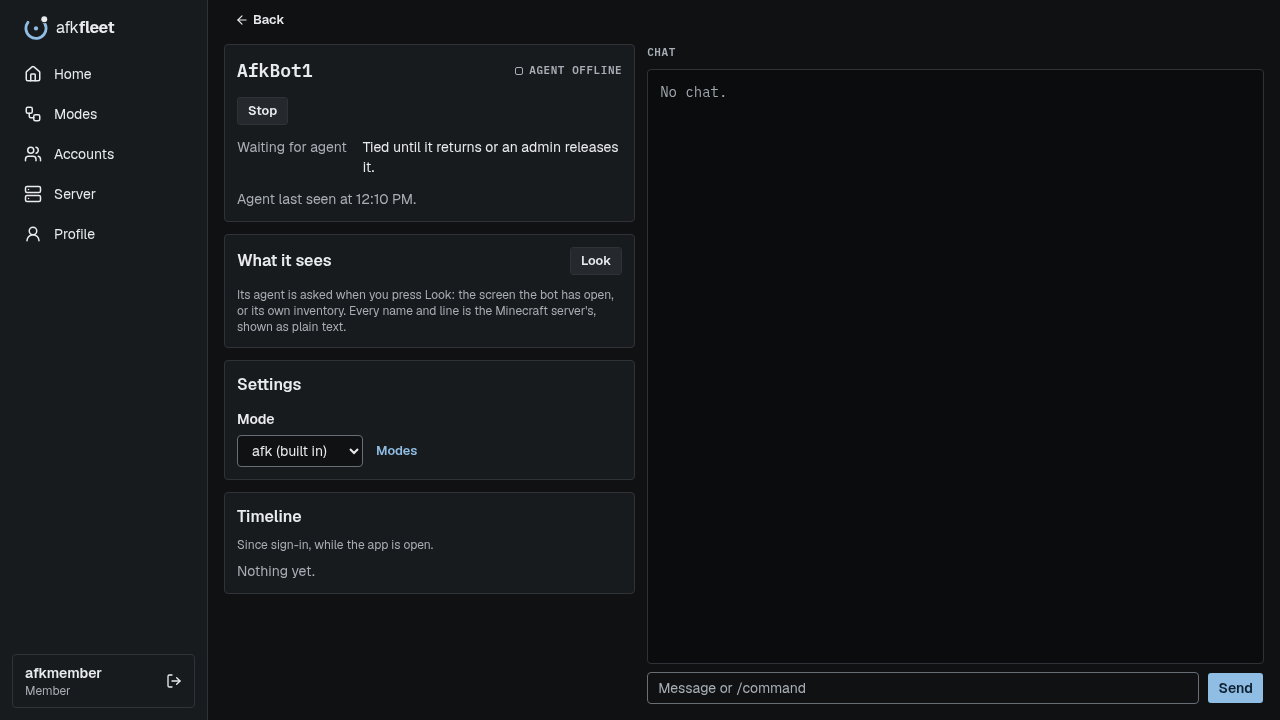 afkfleet
Home
Modes
Accounts
Server
Profile
afkmember
Member
Back
AfkBot1
AGENT OFFLINE
Stop
Waiting for agent
Tied until it returns or an admin releases
it.
Agent last seen at 12:10 PM.
What it sees
Look
Its agent is asked when you press Look: the screen the bot has open,
or its own inventory. Every name and line is the Minecraft server's,
shown as plain text.
Settings
Mode
afk (built in)
Modes
Timeline
Since sign-in, while the app is open.
Nothing yet.
CHAT
No chat.
Message or /command
Send